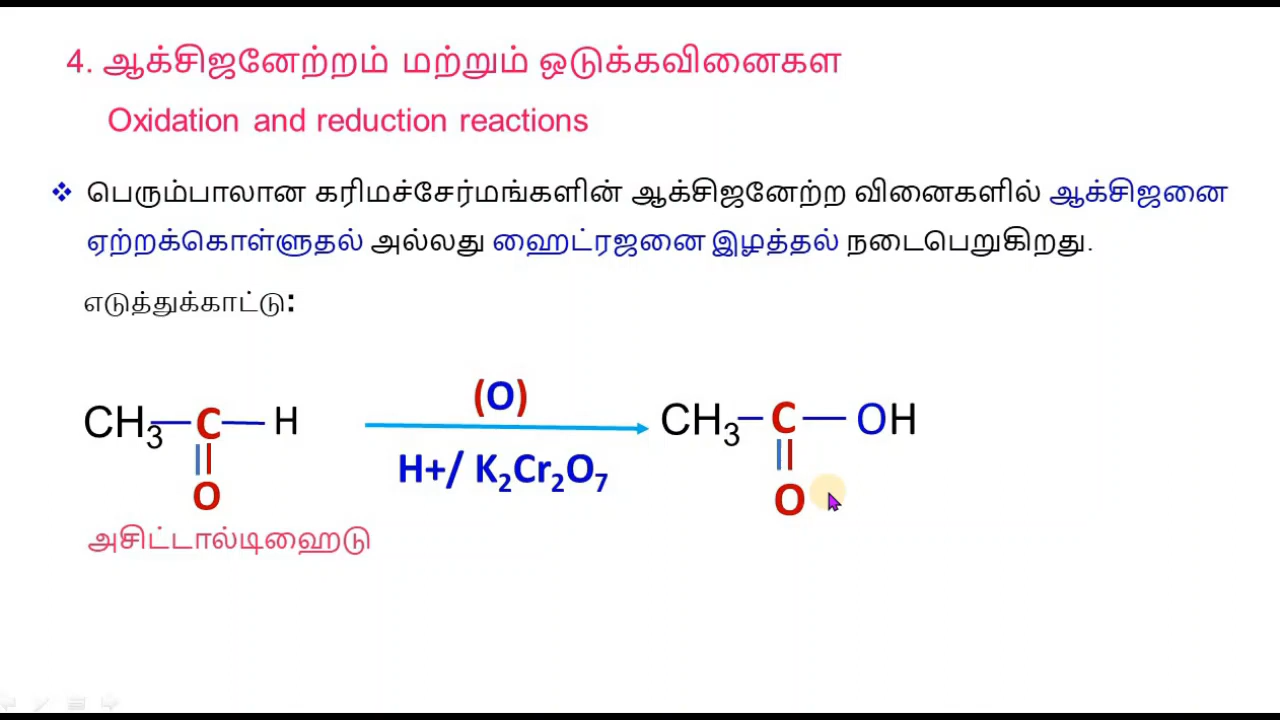 4. ஆக்சிஜனேற்றம் மற்றும் ஒடுக்கவினைகள
Oxidation and reduction reactions
❖ பெரும்பாலான கரிமச்சேர்மங்களின் ஆக்சிஜனேற்ற வினைகளில் ஆக்சிஜனை
ஏற்றக்கொள்ளுதல் அல்லது ஹைட்ரஜனை இழத்தல் நடைபெறுகிறது.
எடுத்துக்காட்டு:
(O)
CH₃—C—H
CH₃—C—OH
H+/ K₂Cr₂O₇
O
O
அசிட்டால்டிஹைடு